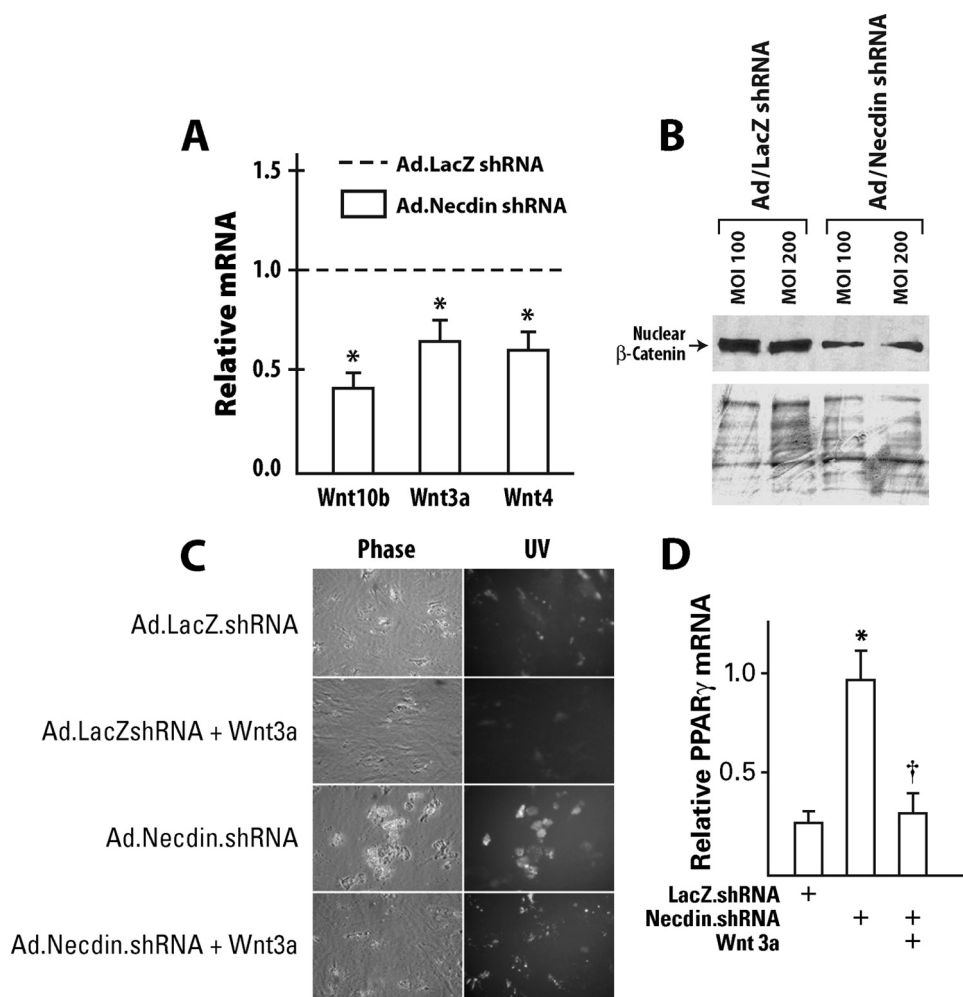 A
1.5
1.0
0.5
0.0
Relative mRNA
Ad.LacZ shRNA
Ad.Necdin shRNA
*
*
*
Wnt10b Wnt3a Wnt4
B
Ad/LacZ shRNA
Ad/Necdin shRNA
MOI 100
MOI 200
MOI 100
MOI 200
Nuclear
β-Catenin
C
Phase UV
Ad.LacZ.shRNA
Ad.LacZshRNA + Wnt3a
Ad.Necdin.shRNA
Ad.Necdin.shRNA + Wnt3a
D
Relative PPARγ mRNA
1.0
0.5
*
†
LacZ.shRNA +
Necdin.shRNA + +
Wnt 3a +